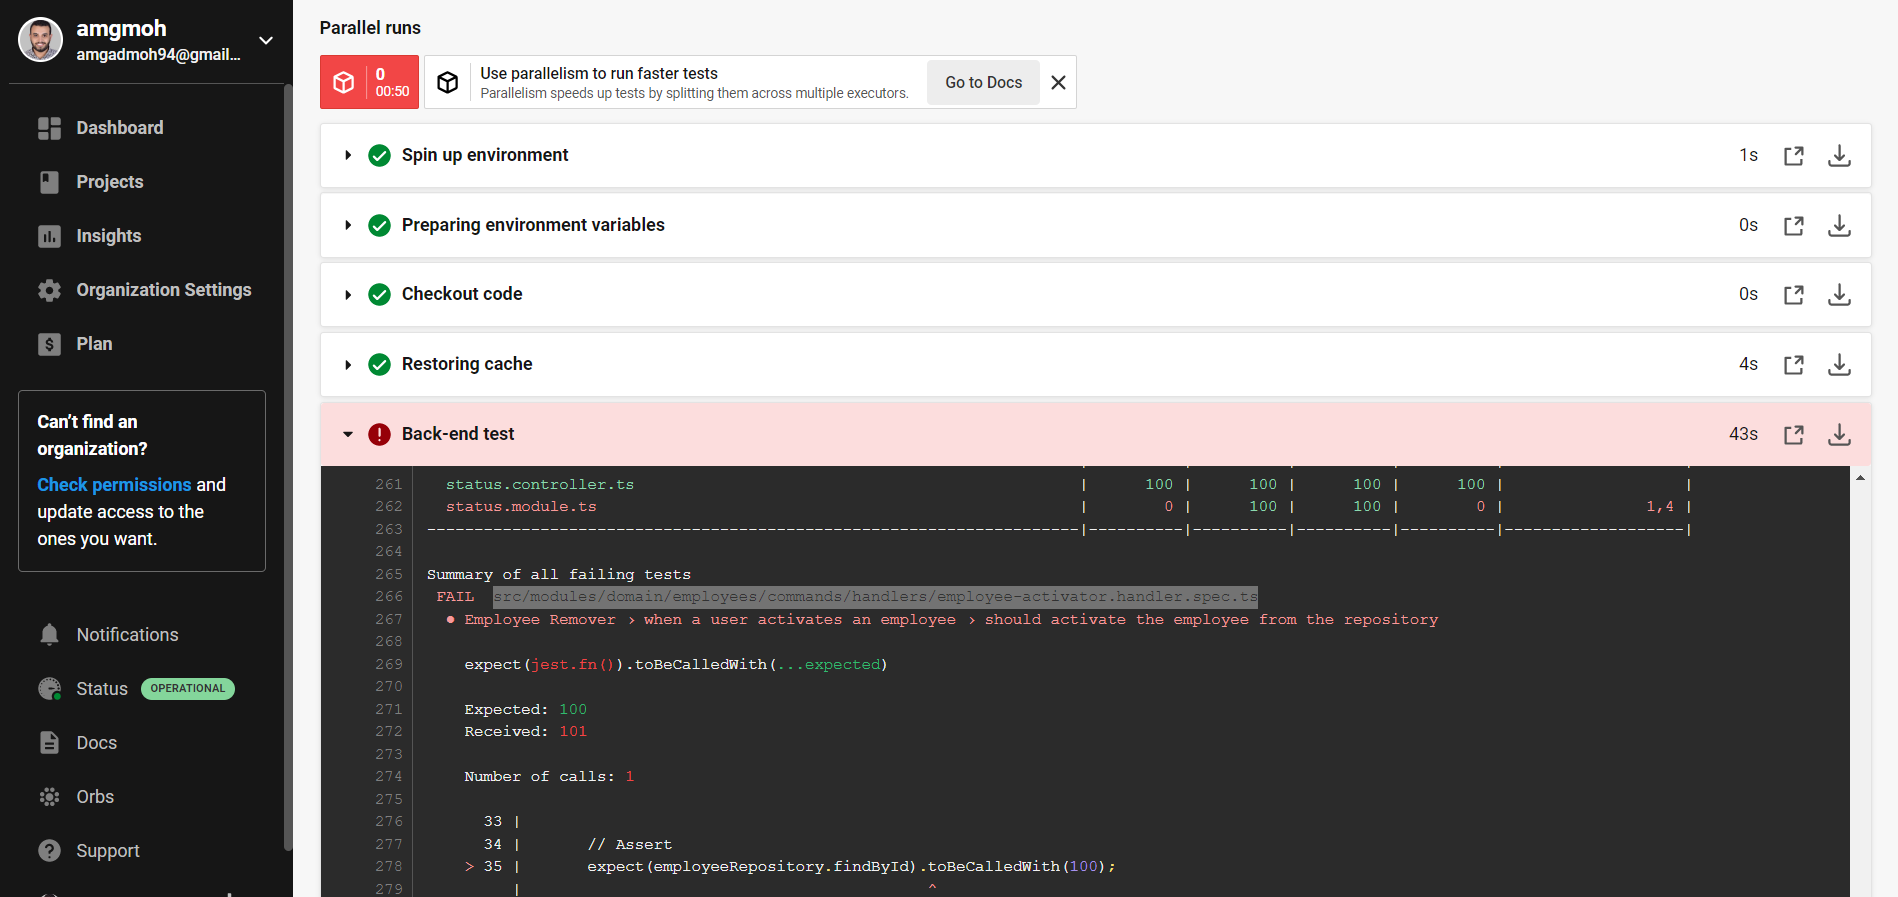 amgmoh
amgadmoh94@gmail...
Dashboard
Projects
Insights
Organization Settings
Plan
Can't find an
organization?
Check permissions and
update access to the
ones you want.
Notifications
Status OPERATIONAL
Docs
Orbs
Support
Parallel runs
0
00:50
Use parallelism to run faster tests
Parallelism speeds up tests by splitting them across multiple executors.
Go to Docs
Spin up environment 1s
Preparing environment variables 0s
Checkout code 0s
Restoring cache 4s
Back-end test 43s
261 status.controller.ts | 100 | 100 | 100 | 100 | |
262 status.module.ts | 0 | 100 | 100 | 0 | 1,4 |
263 ---------------------------------------------------------------------|----------|----------|----------|----------|-------------------|
264
265 Summary of all failing tests
266 FAIL src/modules/domain/employees/commands/handlers/employee-activator.handler.spec.ts
267 ● Employee Remover › when a user activates an employee › should activate the employee from the repository
268
269 expect(jest.fn()).toBeCalledWith(...expected)
270
271 Expected: 100
272 Received: 101
273
274 Number of calls: 1
275
276 33 |
277 34 | // Assert
278 > 35 | expect(employeeRepository.findById).toBeCalledWith(100);
279 | ^